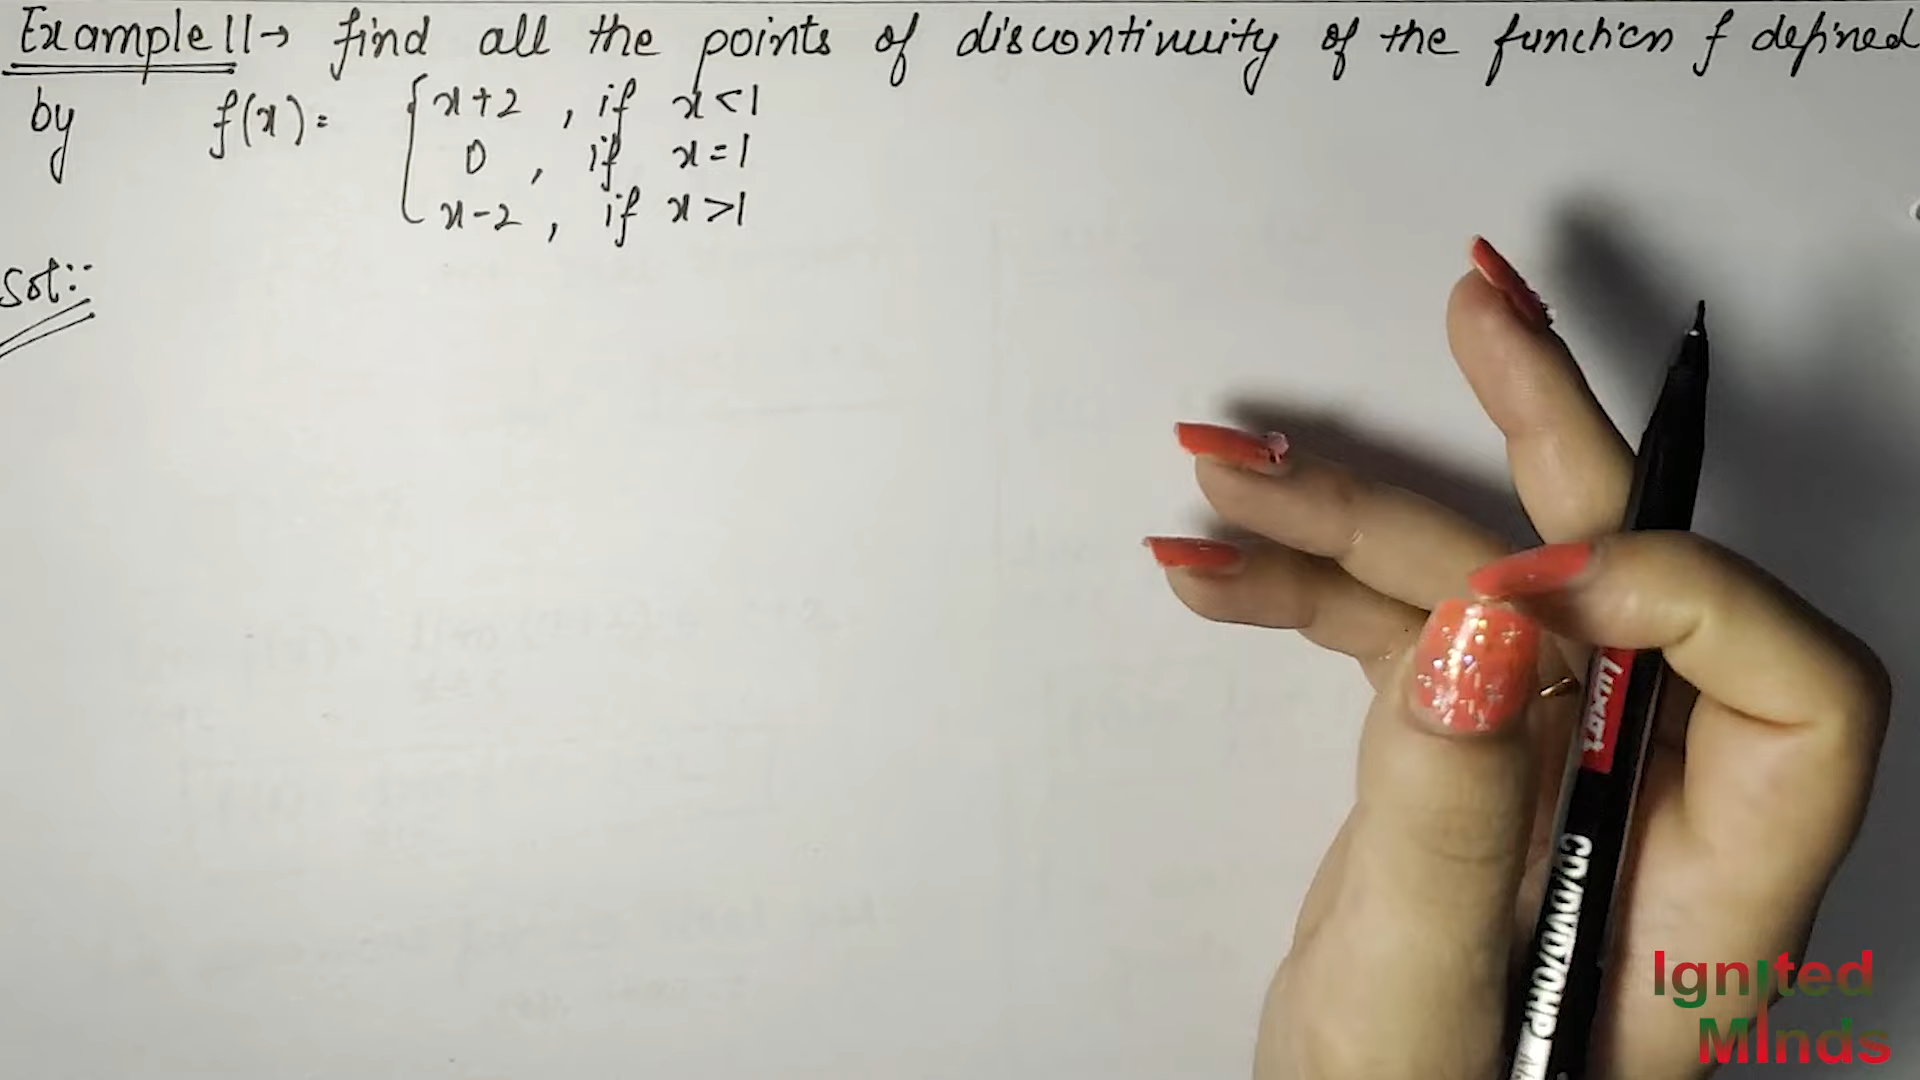 Example 11→ find all the points of discontinuity of the function f defined
by f(x) = { x+2 , if x<1
0 , if x=1
x-2 , if x>1
Sol:-
Luxor
CD/DVD/OHP
Ignited
Minds